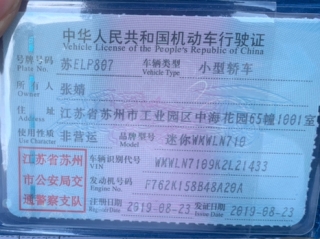 中华人民共和国机动车行驶证
Vehicle License of the People's Republic of China
号牌号码 苏ELP807 车辆类型 小型轿车
Plate No. Vehicle Type
所有人 张婧
Owner
住址 江苏省苏州市工业园区中海花园65幢1001室
Address
使用性质 非营运 品牌型号 迷你WMWLN710
Use Character Model
江苏省苏州市公安局交通警察支队
车辆识别代号
VIN
发动机号码 F762K158B48A20A
Engine No.
注册日期 2019-08-23 发证日期 2019-08-23
Register Date Issue Date